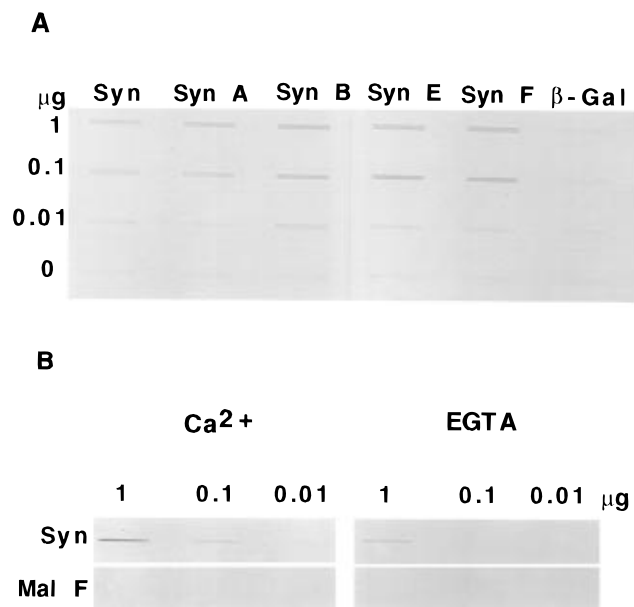 A
μg Syn Syn A Syn B Syn E Syn F β-Gal
1
0.1
0.01
0
B
Ca2+ EGTA
1 0.1 0.01 1 0.1 0.01 μg
Syn
Mal F